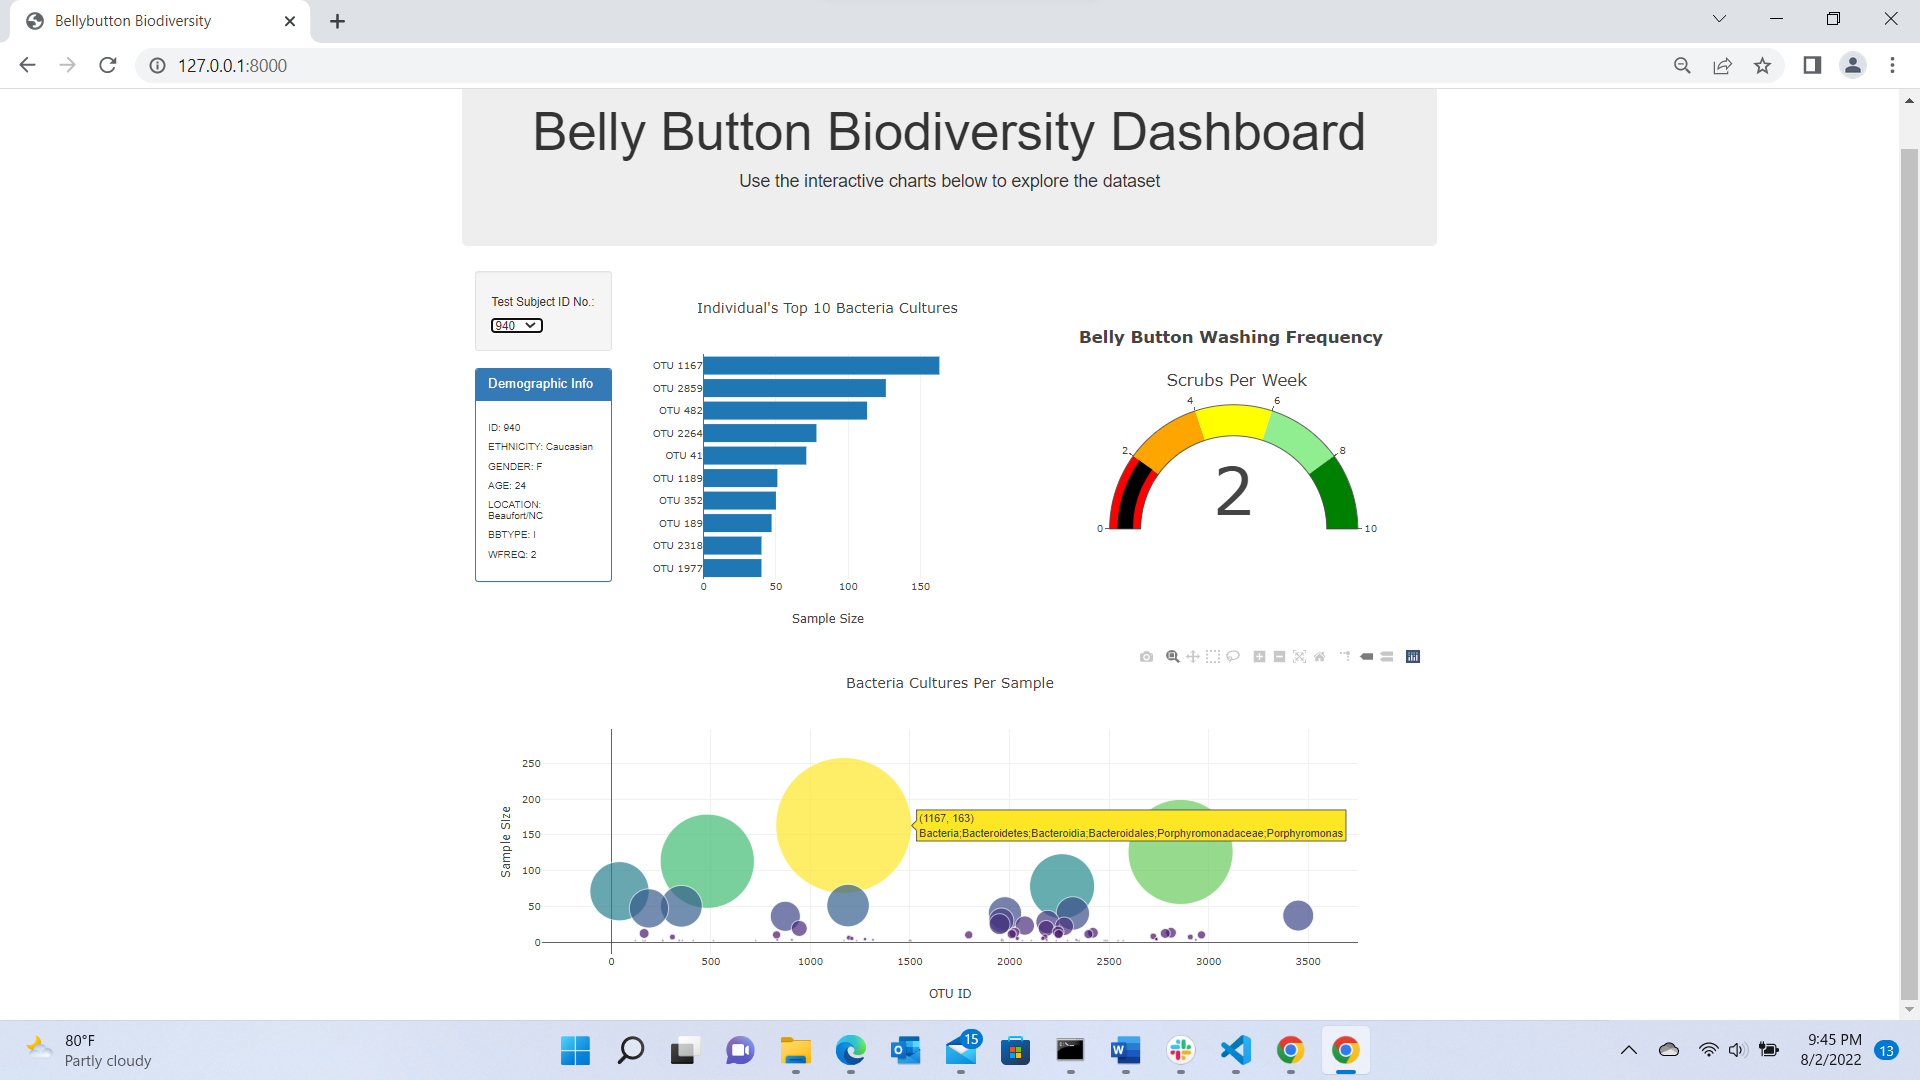 Bellybutton Biodiversity
127.0.0.1:8000
Belly Button Biodiversity Dashboard
Use the interactive charts below to explore the dataset
Test Subject ID No.:
940
Demographic Info
ID: 940
ETHNICITY: Caucasian
GENDER: F
AGE: 24
LOCATION:
Beaufort/NC
BBTYPE: I
WFREQ: 2
Individual's Top 10 Bacteria Cultures
OTU 1167
OTU 2859
OTU 482
OTU 2264
OTU 41
OTU 1189
OTU 352
OTU 189
OTU 2318
OTU 1977
0 50 100 150
Sample Size
Belly Button Washing Frequency
Scrubs Per Week
0 2 4 6 8 10
2
Bacteria Cultures Per Sample
250
200
150
100
50
0
Sample Size
(1167, 163)
Bacteria;Bacteroidetes;Bacteroidia;Bacteroidales;Porphyromonadaceae;Porphyromonas
0 500 1000 1500 2000 2500 3000 3500
OTU ID
80°F
Partly cloudy
15
9:45 PM
8/2/2022
13